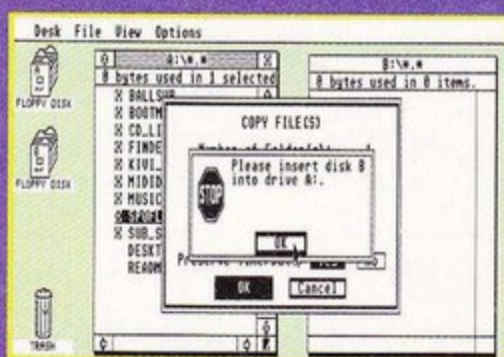 Desk File View Options
A:\*.*
0 bytes used in 1 selected
BALLSUB
BOOTM
CD_LI
FINDE
KIVI_
MIDID
MUSIC
SPOFL
SUB_S
DESKT
READM
B:\*.*
0 bytes used in 0 items.
FLOPPY DISK
FLOPPY DISK
TRASH
COPY FILE(S)
Please insert disk B
into drive A:.
STOP
OK
OK
Cancel